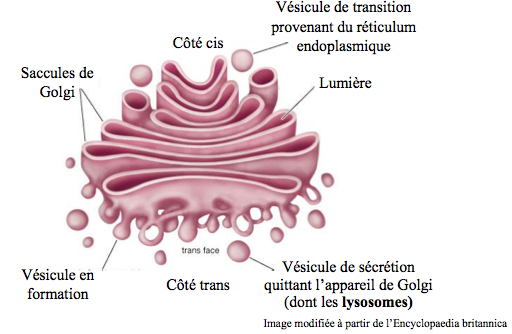 Vésicule de transition
provenant du réticulum
endoplasmique
Côté cis
Saccules de
Golgi
Lumière
trans face
Vésicule en
formation
Côté trans
Vésicule de sécrétion
quittant l'appareil de Golgi
(dont les lysosomes)
Image modifiée à partir de l'Encyclopaedia britannica